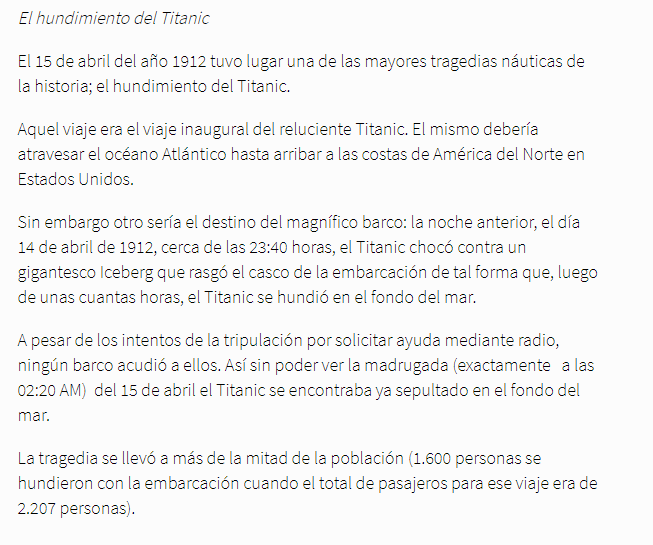 El hundimiento del Titanic
El 15 de abril del año 1912 tuvo lugar una de las mayores tragedias náuticas de
la historia; el hundimiento del Titanic.
Aquel viaje era el viaje inaugural del reluciente Titanic. El mismo debería
atravesar el océano Atlántico hasta arribar a las costas de América del Norte en
Estados Unidos.
Sin embargo otro sería el destino del magnífico barco: la noche anterior, el día
14 de abril de 1912, cerca de las 23:40 horas, el Titanic chocó contra un
gigantesco Iceberg que rasgó el casco de la embarcación de tal forma que, luego
de unas cuantas horas, el Titanic se hundió en el fondo del mar.
A pesar de los intentos de la tripulación por solicitar ayuda mediante radio,
ningún barco acudió a ellos. Así sin poder ver la madrugada (exactamente  a las
02:20 AM)  del 15 de abril el Titanic se encontraba ya sepultado en el fondo del
mar.
La tragedia se llevó a más de la mitad de la población (1.600 personas se
hundieron con la embarcación cuando el total de pasajeros para ese viaje era de
2.207 personas).